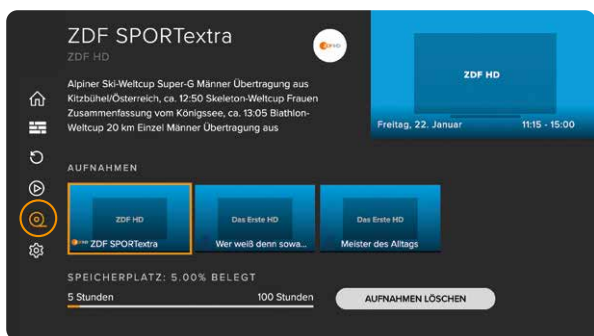 ZDF SPORTextra
ZDF HD
Alpiner Ski-Weltcup Super-G Männer Übertragung aus
Kitzbühel/Österreich, ca. 12:50 Skeleton-Weltcup Frauen
Zusammenfassung vom Königssee, ca. 13:05 Biathlon-
Weltcup 20 km Einzel Männer Übertragung aus
ZDF HD
Freitag, 22. Januar 11:15 - 15:00
AUFNAHMEN
ZDF HD
ZDF SPORTextra
Das Erste HD
Wer weiß denn sowa...
Das Erste HD
Meister des Alltags
SPEICHERPLATZ: 5.00% BELEGT
5 Stunden 100 Stunden
AUFNAHMEN LÖSCHEN